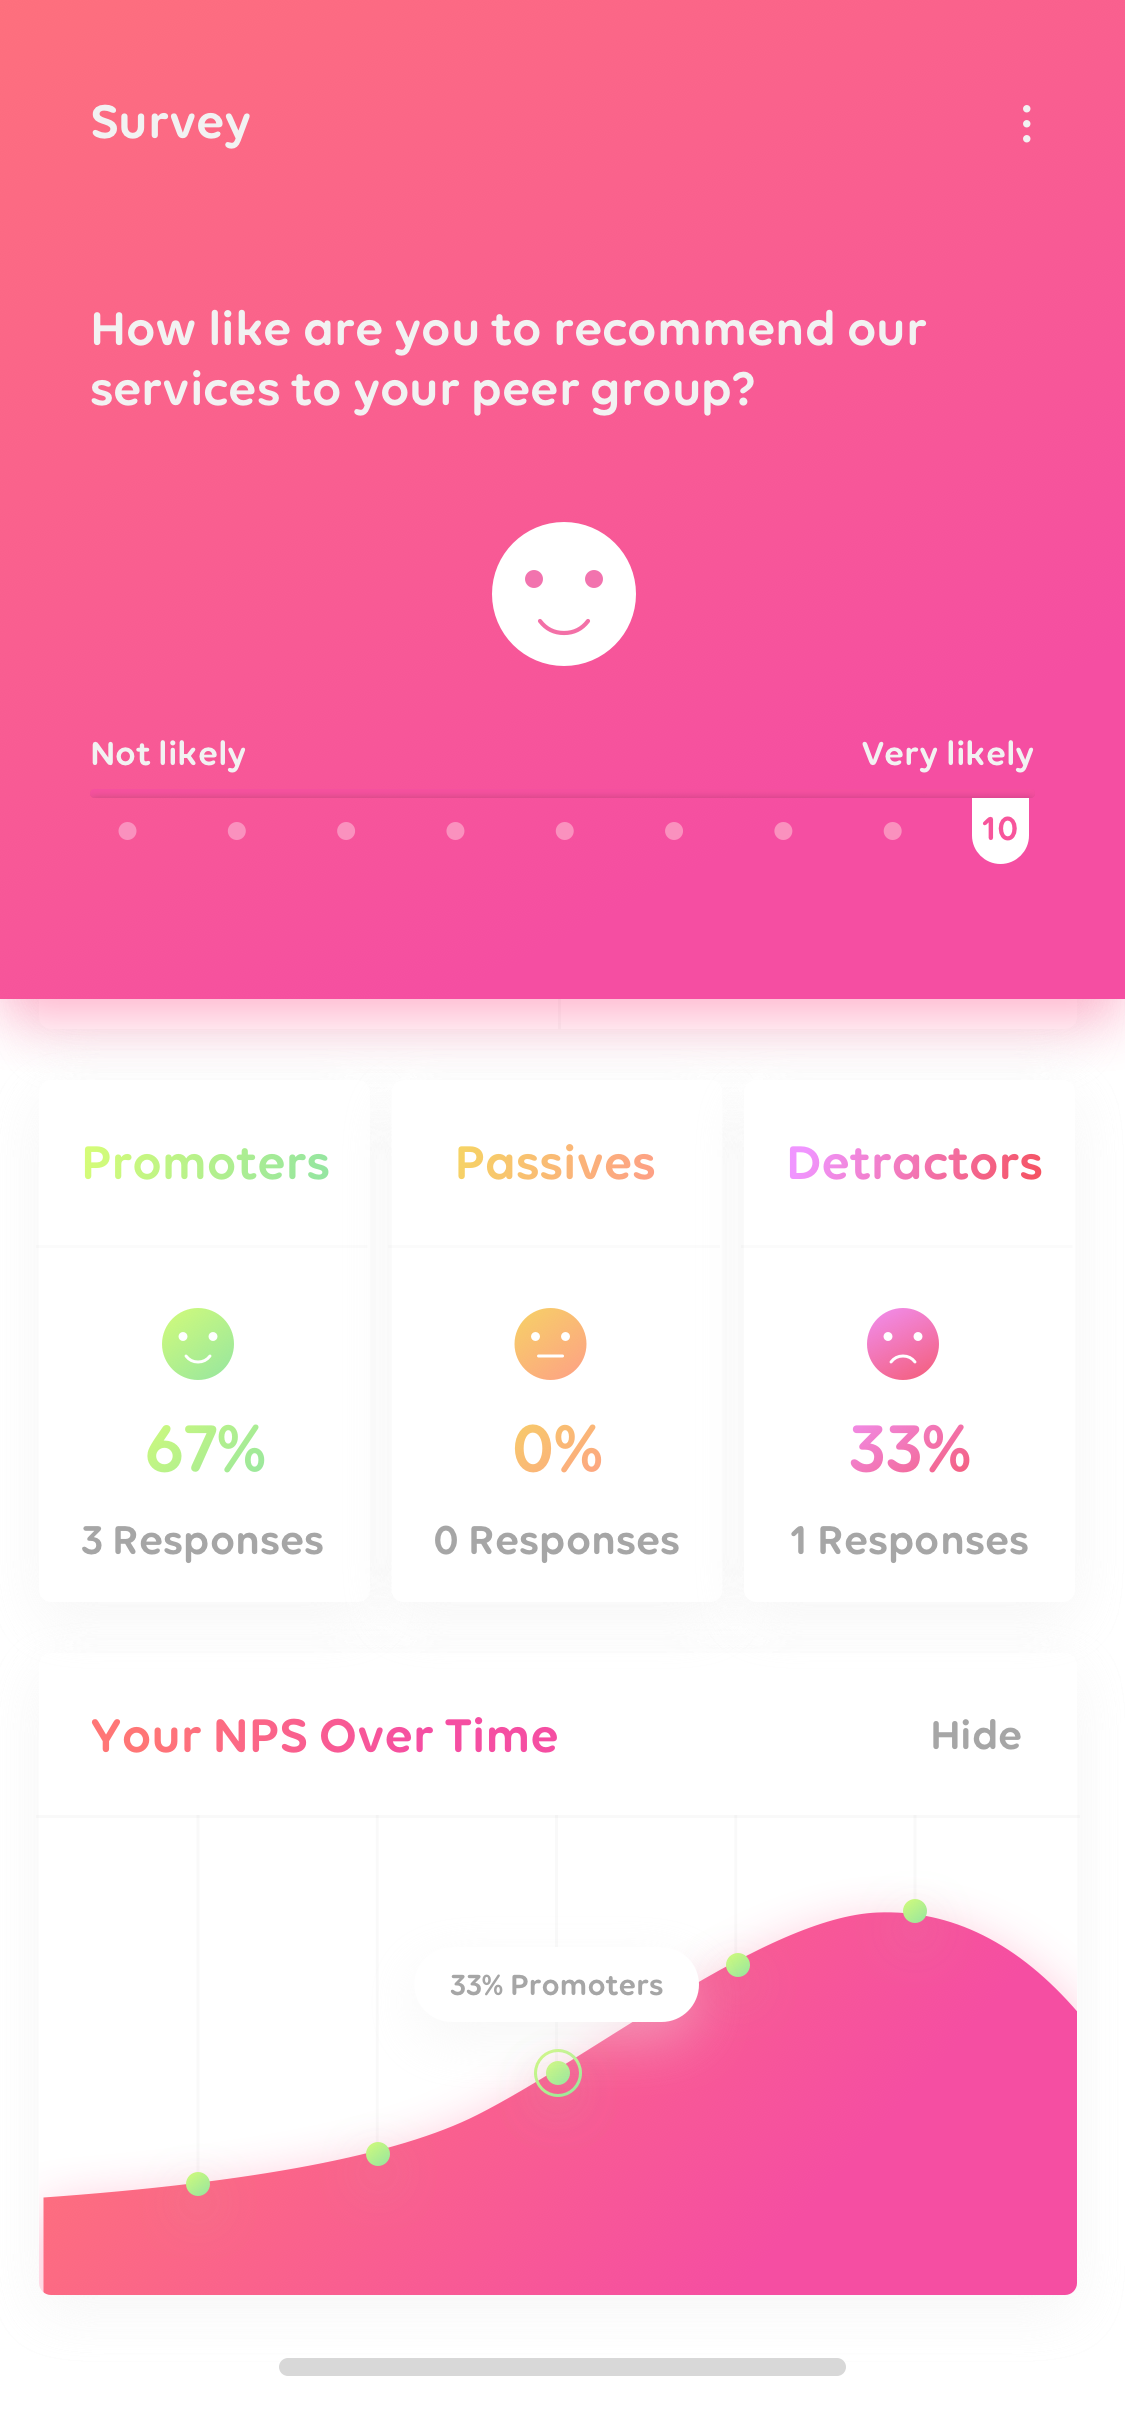 Survey
How like are you to recommend our
services to your peer group?
Not likely
Very likely
10
Promoters
Passives
Detractors
67%
0%
33%
3 Responses
0 Responses
1 Responses
Your NPS Over Time
Hide
33% Promoters